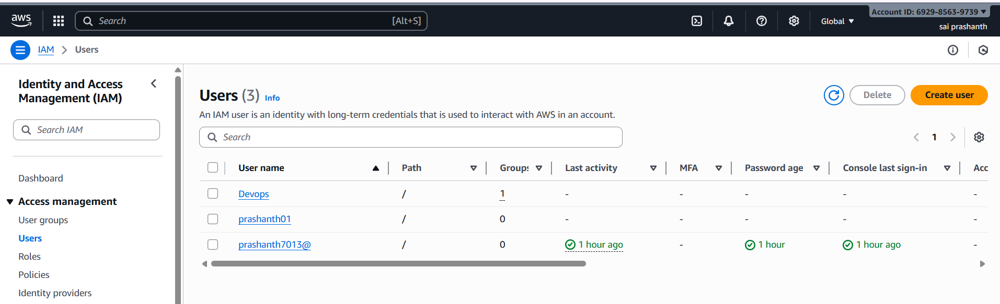 aws Search [Alt+S] Global Account ID: 6929-8563-9739
sai prashanth
IAM Users
Identity and Access
Management (IAM)
Search IAM
Dashboard
Access management
User groups
Users
Roles
Policies
Identity providers
Users (3) Info
Delete
Create user
An IAM user is an identity with long-term credentials that is used to interact with AWS in an account.
Search
1
User name Path Groups Last activity MFA Password age Console last sign-in Acc
Devops / 1 - - - - -
prashanth01 / 0 - - - - -
prashanth7013@ / 0 1 hour ago - 1 hour 1 hour ago -